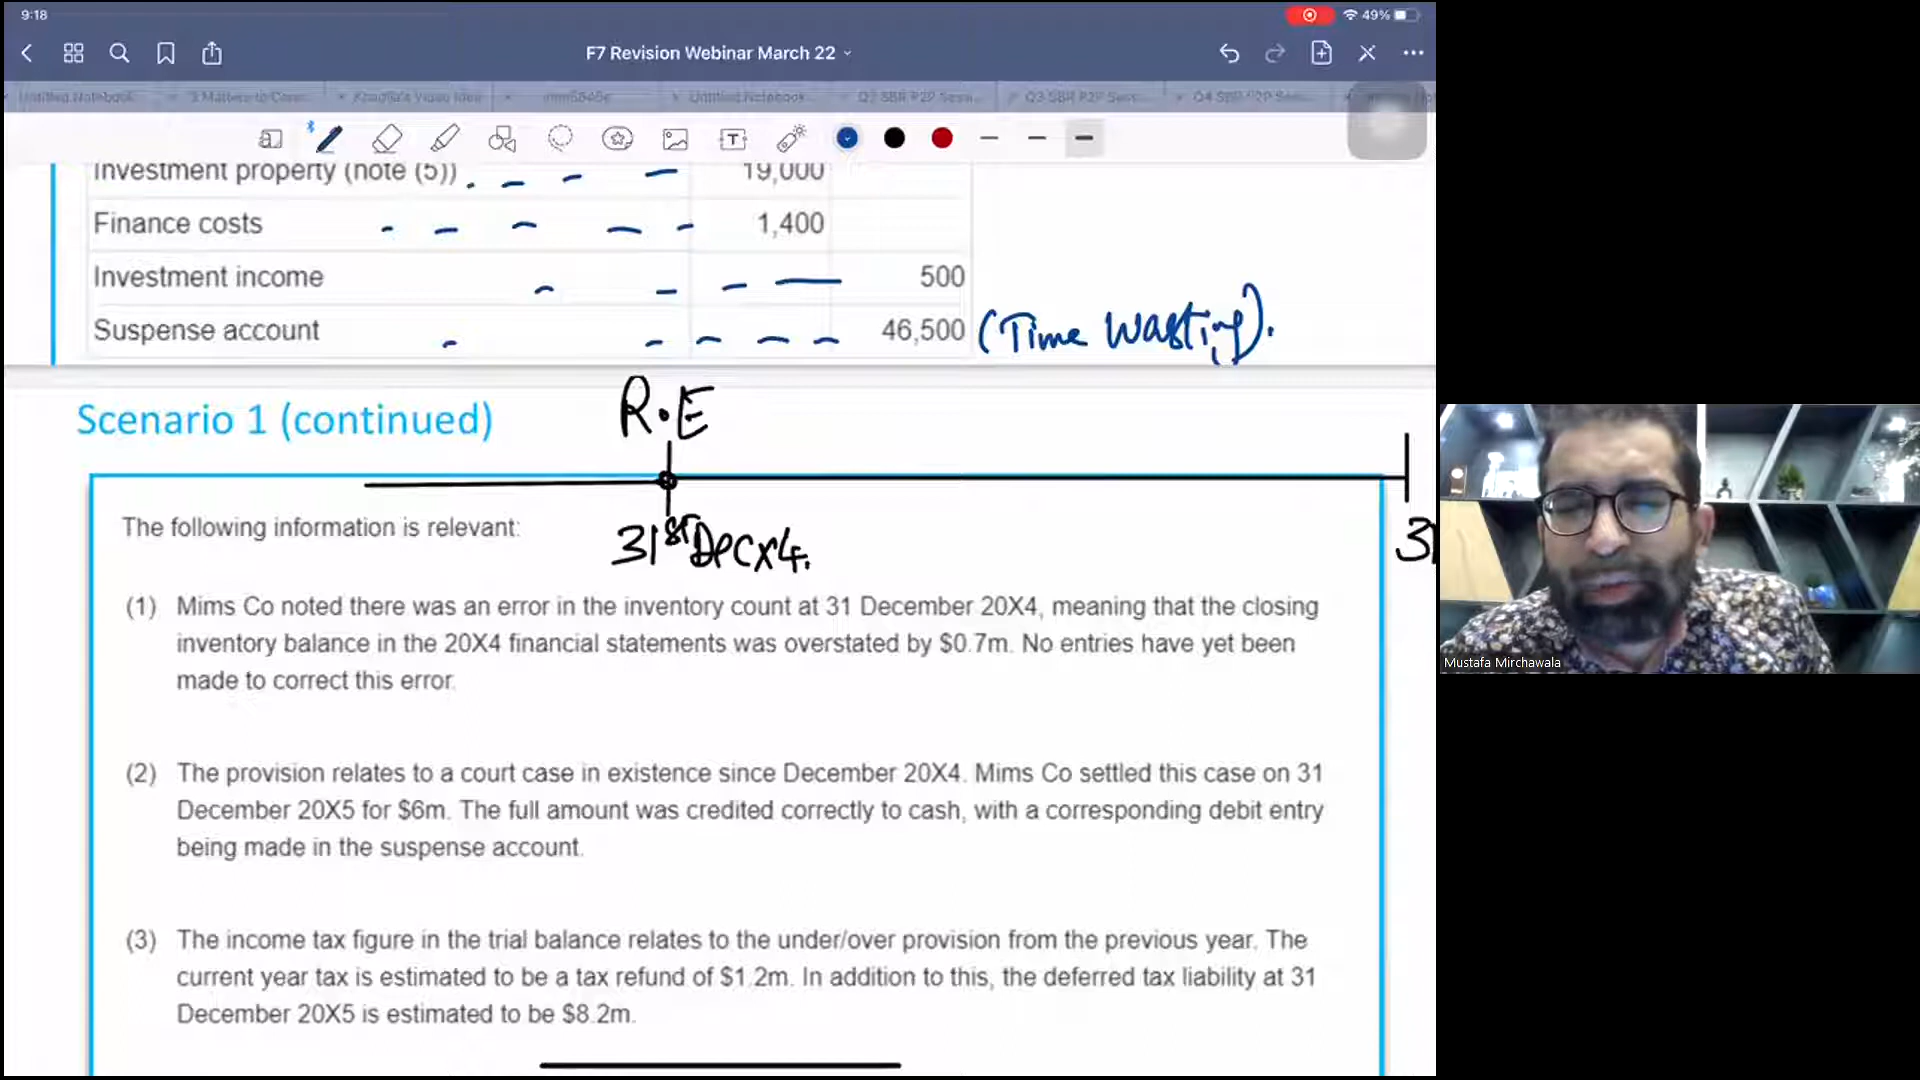 9:18
49%
F7 Revision Webinar March 22
Untitled Notebook
Untitled Notebook
Investment property (note (5)) 19,000
Finance costs 1,400
Investment income 500
Suspense account 46,500 (Time Wasting).
R.E
Scenario 1 (continued)
The following information is relevant:
31st Dec x4.
31
(1) Mims Co noted there was an error in the inventory count at 31 December 20X4, meaning that the closing
inventory balance in the 20X4 financial statements was overstated by $0.7m. No entries have yet been
made to correct this error.
(2) The provision relates to a court case in existence since December 20X4. Mims Co settled this case on 31
December 20X5 for $6m. The full amount was credited correctly to cash, with a corresponding debit entry
being made in the suspense account.
(3) The income tax figure in the trial balance relates to the under/over provision from the previous year. The
current year tax is estimated to be a tax refund of $1.2m. In addition to this, the deferred tax liability at 31
December 20X5 is estimated to be $8.2m.
Mustafa Mirchawala